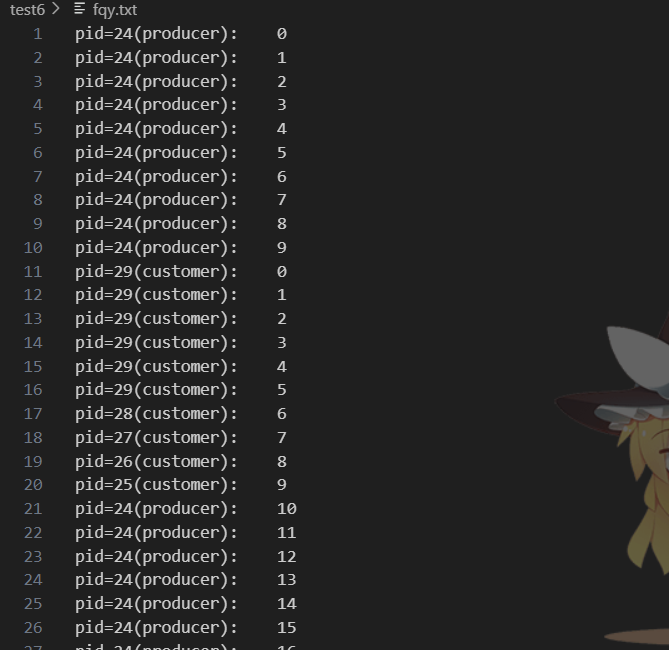 test6 > fqy.txt
1 pid=24(producer): 0
2 pid=24(producer): 1
3 pid=24(producer): 2
4 pid=24(producer): 3
5 pid=24(producer): 4
6 pid=24(producer): 5
7 pid=24(producer): 6
8 pid=24(producer): 7
9 pid=24(producer): 8
10 pid=24(producer): 9
11 pid=29(customer): 0
12 pid=29(customer): 1
13 pid=29(customer): 2
14 pid=29(customer): 3
15 pid=29(customer): 4
16 pid=29(customer): 5
17 pid=28(customer): 6
18 pid=27(customer): 7
19 pid=26(customer): 8
20 pid=25(customer): 9
21 pid=24(producer): 10
22 pid=24(producer): 11
23 pid=24(producer): 12
24 pid=24(producer): 13
25 pid=24(producer): 14
26 pid=24(producer): 15
27 pid=24(producer): 16